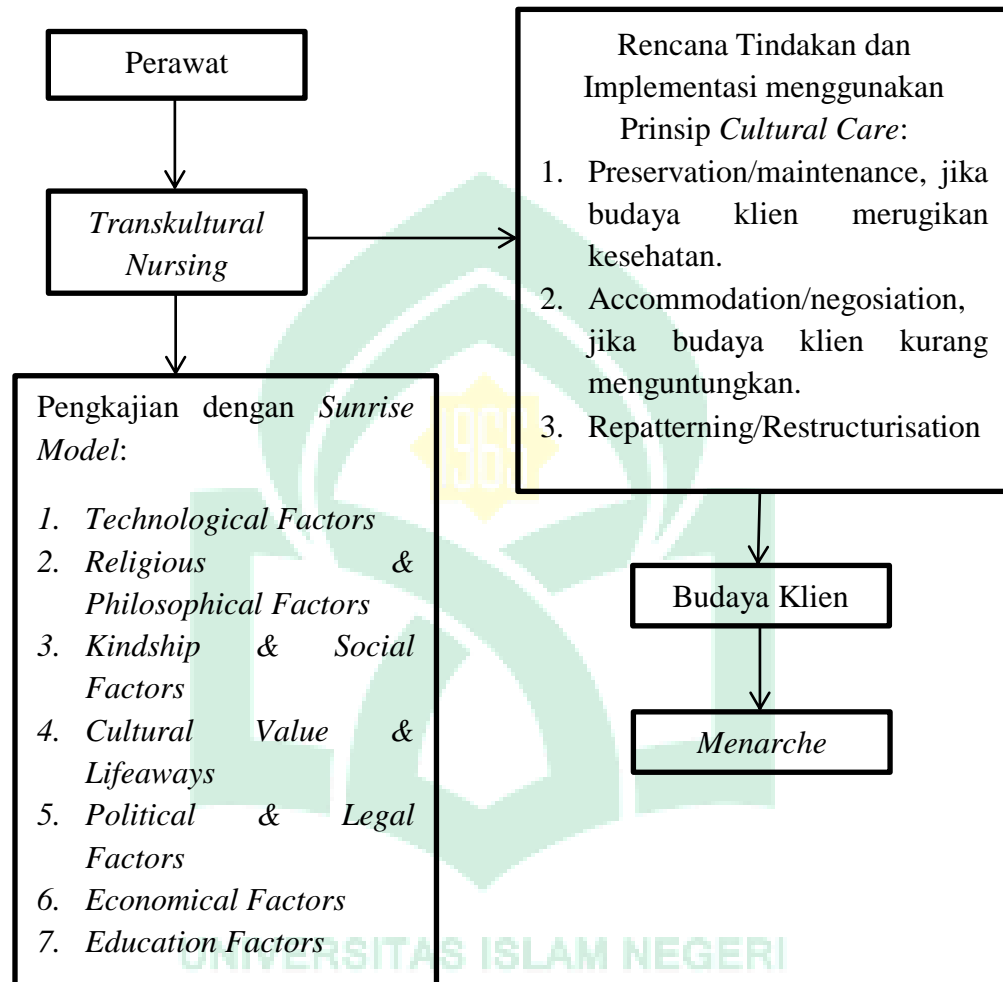 Perawat
Transkultural
Nursing
Pengkajian dengan Sunrise
Model:
1. Technological Factors
2. Religious &
Philosophical Factors
3. Kindship & Social
Factors
4. Cultural Value &
Lifeaways
5. Political & Legal
Factors
6. Economical Factors
7. Education Factors
Rencana Tindakan dan
Implementasi menggunakan
Prinsip Cultural Care:
1. Preservation/maintenance, jika
budaya klien merugikan
kesehatan.
2. Accommodation/negosiation,
jika budaya klien kurang
menguntungkan.
3. Repatterning/Restructurisation
Budaya Klien
Menarche
1965
UNIVERSITAS ISLAM NEGERI